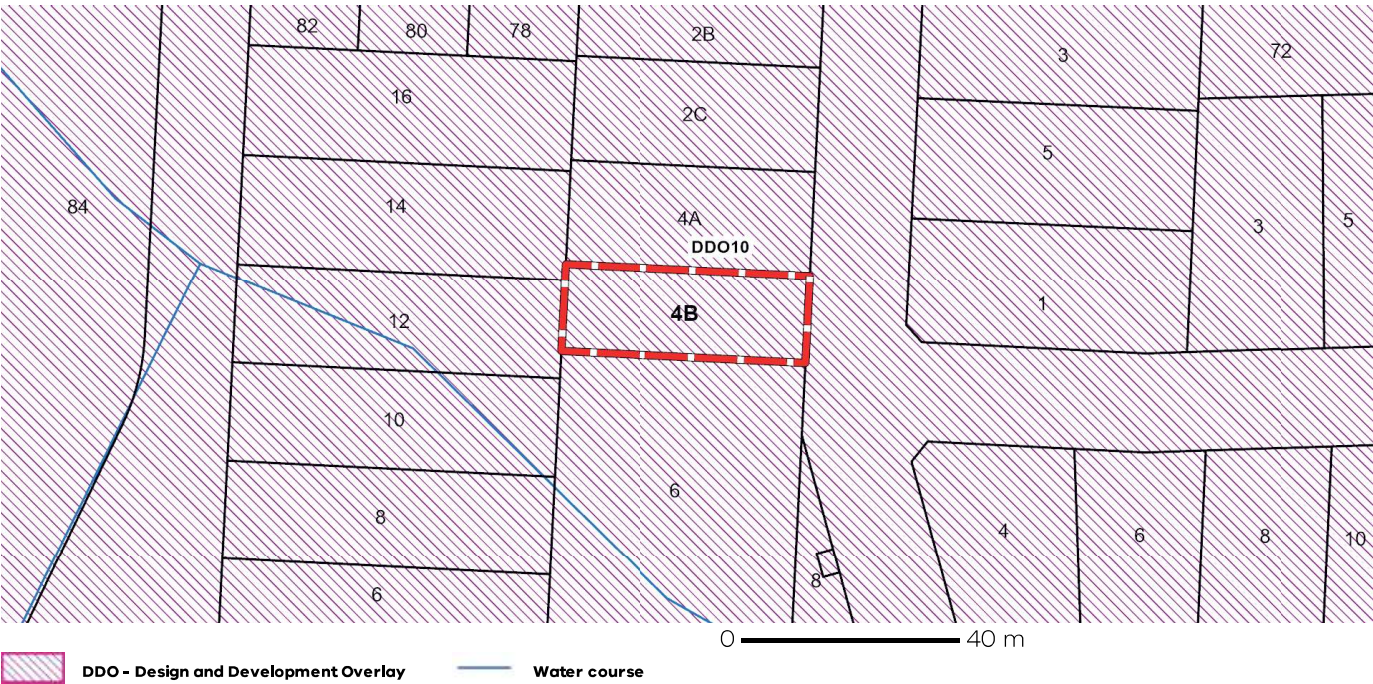 82 80 78 2B 3 72
16 2C
5
14 4A 3 5
84
DDO10
12 4B 1
10
8 6 4 6 8 10
6 8
0 40 m
DDO - Design and Development Overlay Water course